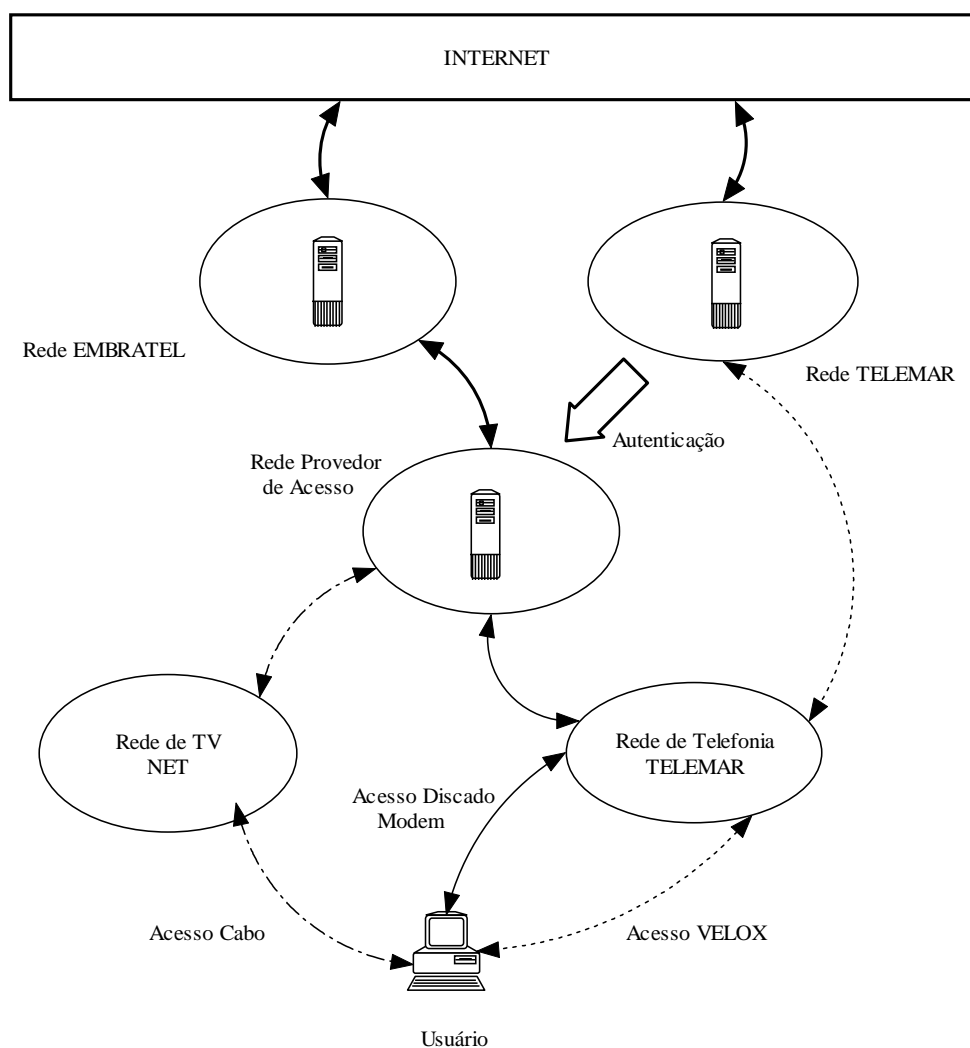 INTERNET
Rede EMBRATEL
Rede TELEMAR
Autenticação
Rede Provedor
de Acesso
Rede de TV
NET
Rede de Telefonia
TELEMAR
Acesso Discado
Modem
Acesso Cabo
Acesso VELOX
Usuário